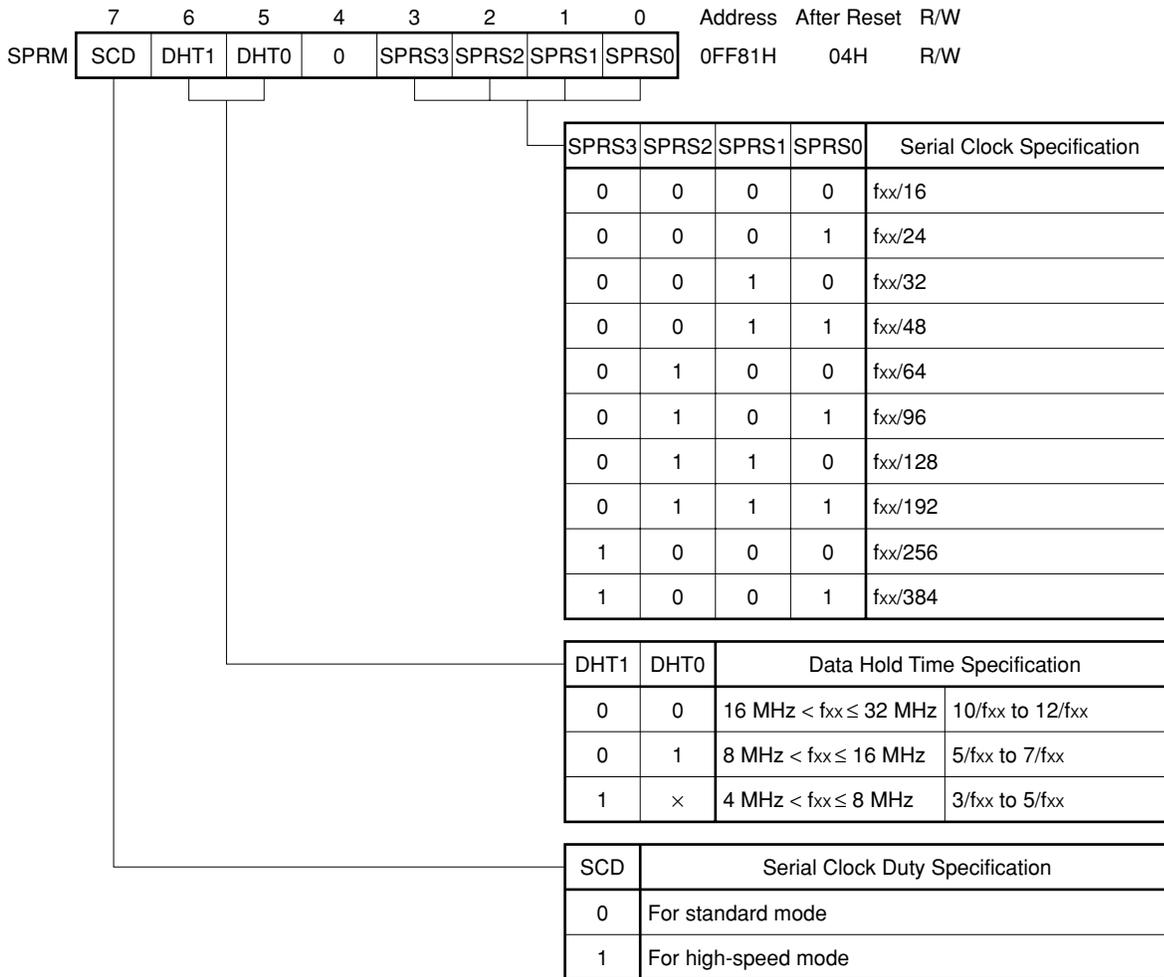 7 6 5 4 3 2 1 0 Address After Reset R/W
SPRM SCD DHT1 DHT0 0 SPRS3 SPRS2 SPRS1 SPRS0 0FF81H 04H R/W
SPRS3 SPRS2 SPRS1 SPRS0 Serial Clock Specification
0 0 0 0 fxx/16
0 0 0 1 fxx/24
0 0 1 0 fxx/32
0 0 1 1 fxx/48
0 1 0 0 fxx/64
0 1 0 1 fxx/96
0 1 1 0 fxx/128
0 1 1 1 fxx/192
1 0 0 0 fxx/256
1 0 0 1 fxx/384
DHT1 DHT0 Data Hold Time Specification
0 0 16 MHz < fxx ≤ 32 MHz 10/fxx to 12/fxx
0 1 8 MHz < fxx ≤ 16 MHz 5/fxx to 7/fxx
1 × 4 MHz < fxx ≤ 8 MHz 3/fxx to 5/fxx
SCD Serial Clock Duty Specification
0 For standard mode
1 For high-speed mode